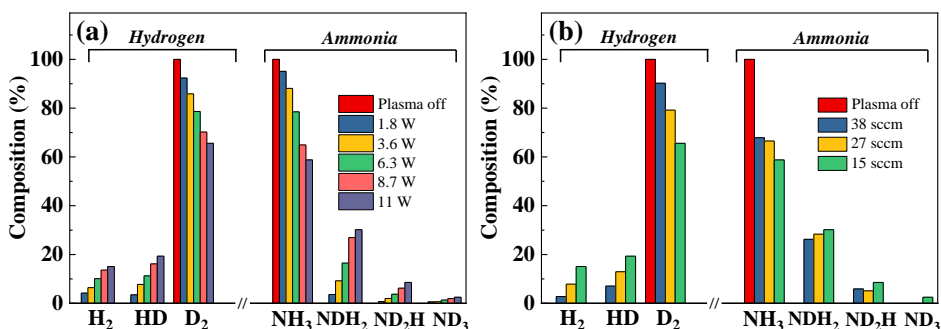 (a)
Hydrogen
Ammonia
Composition (%)
100
80
60
40
20
0
Plasma off
1.8 W
3.6 W
6.3 W
8.7 W
11 W
H₂ HD D₂ // NH₃ NDH₂ ND₂H ND₃
(b)
Hydrogen
Ammonia
Composition (%)
100
80
60
40
20
0
Plasma off
38 sccm
27 sccm
15 sccm
H₂ HD D₂ // NH₃ NDH₂ ND₂H ND₃